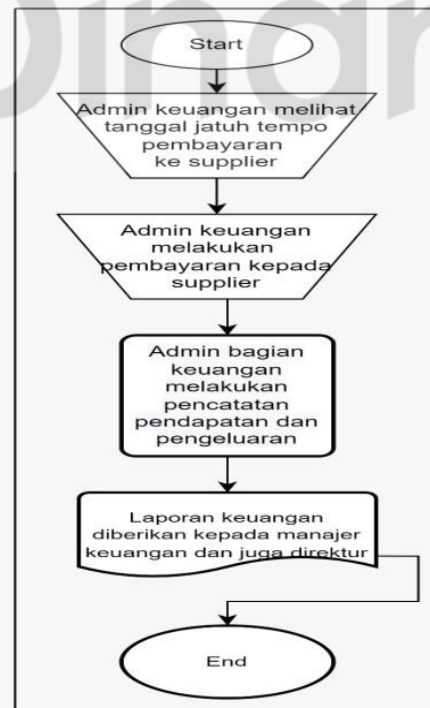 Start
Admin keuangan melihat
tanggal jatuh tempo
pembayaran
ke supplier
Admin keuangan
melakukan
pembayaran kepada
supplier
Admin bagian
keuangan
melakukan
pencatatan
pendapatan dan
pengeluaran
Laporan keuangan
diberikan kepada manajer
keuangan dan juga direktur
End